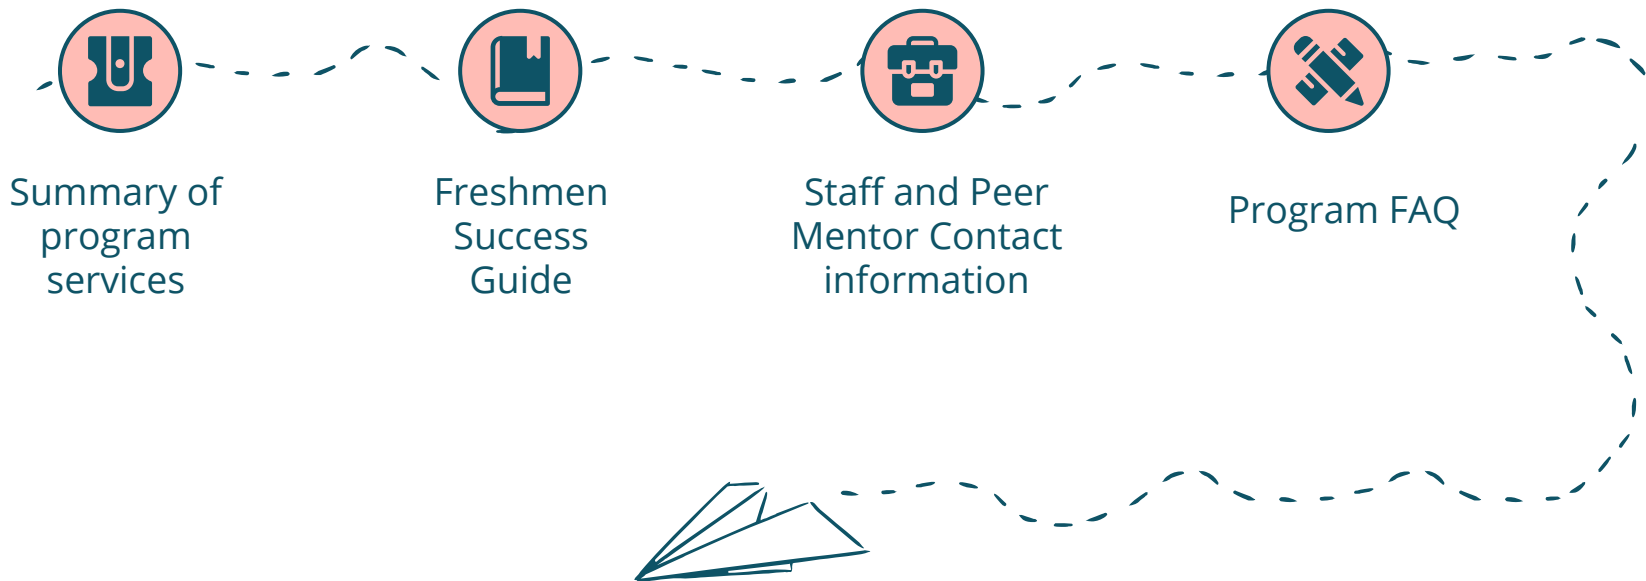 Summary of
program
services
Freshmen
Success
Guide
Staff and Peer
Mentor Contact
information
Program FAQ